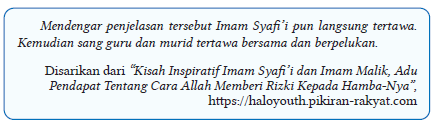 Mendengar penjelasan tersebut Imam Syafi’i pun langsung tertawa.
Kemudian sang guru dan murid tertawa bersama dan berpelukan.
Disarikan dari “Kisah Inspiratif Imam Syafi’i dan Imam Malik, Adu
Pendapat Tentang Cara Allah Memberi Rizki Kepada Hamba-Nya”,
https://haloyouth.pikiran-rakyat.com